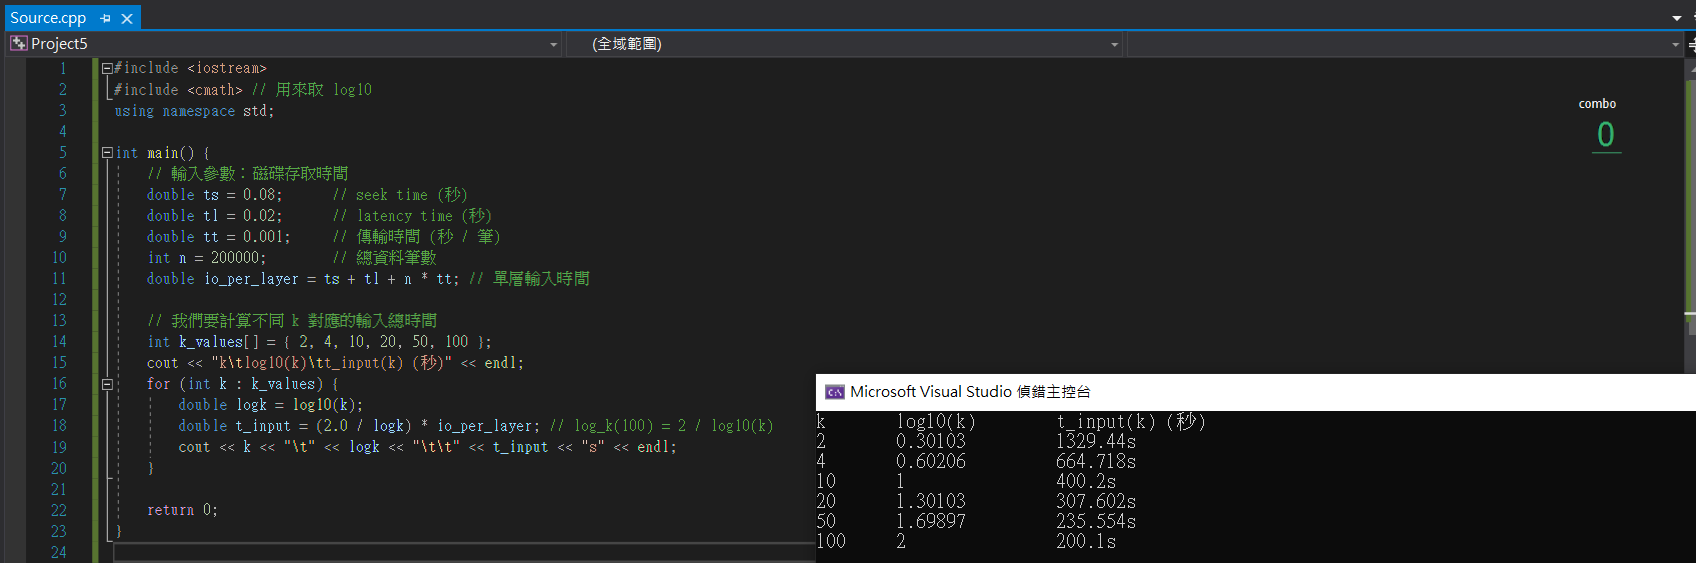 Source.cpp
Project5
(全域範圍)
1 #include <iostream>
2 #include <cmath> // 用來取 log10
3 using namespace std;
4
5 int main() {
6 // 輸入參數：磁碟存取時間
7 double ts = 0.08; // seek time (秒)
8 double tl = 0.02; // latency time (秒)
9 double tt = 0.001; // 傳輸時間 (秒 / 筆)
10 int n = 200000; // 總資料筆數
11 double io_per_layer = ts + tl + n * tt; // 單層輸入時間
12
13 // 我們要計算不同 k 對應的輸入總時間
14 int k_values[] = { 2, 4, 10, 20, 50, 100 };
15 cout << "k\tlog10(k)\tt_input(k) (秒)" << endl;
16 for (int k : k_values) {
17 double logk = log10(k);
18 double t_input = (2.0 / logk) * io_per_layer; // log_k(100) = 2 / log10(k)
19 cout << k << "\t" << logk << "\t\t" << t_input << "s" << endl;
20 }
21
22 return 0;
23 }
24
combo
0
Microsoft Visual Studio 偵錯主控台
k log10(k) t_input(k) (秒)
2 0.30103 1329.44s
4 0.60206 664.718s
10 1 400.2s
20 1.30103 307.602s
50 1.69897 235.554s
100 2 200.1s